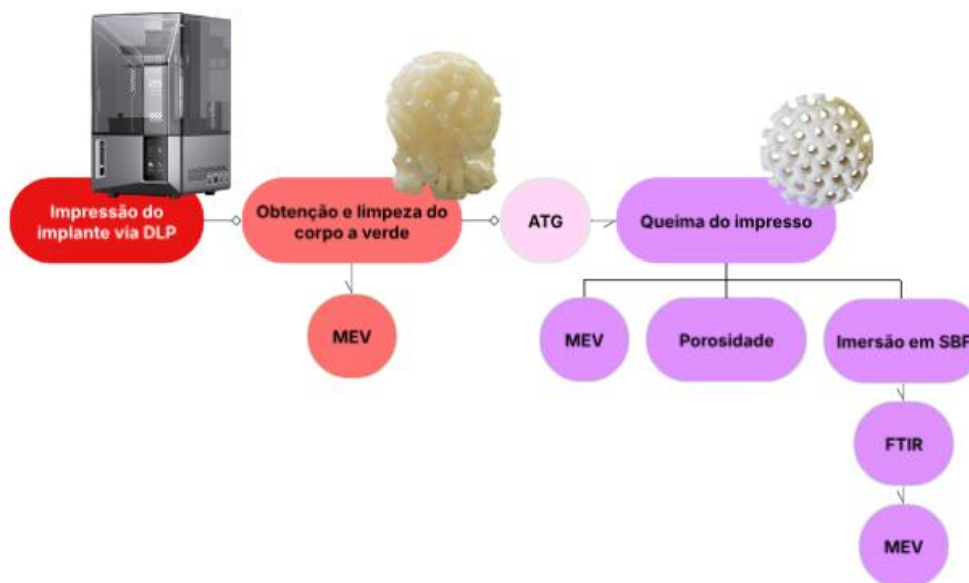 Impressão do
implante via DLP
Obtenção e limpeza do
corpo a verde
ATG
Queima do impresso
MEV
MEV
Porosidade
Imersão em SBF
FTIR
MEV